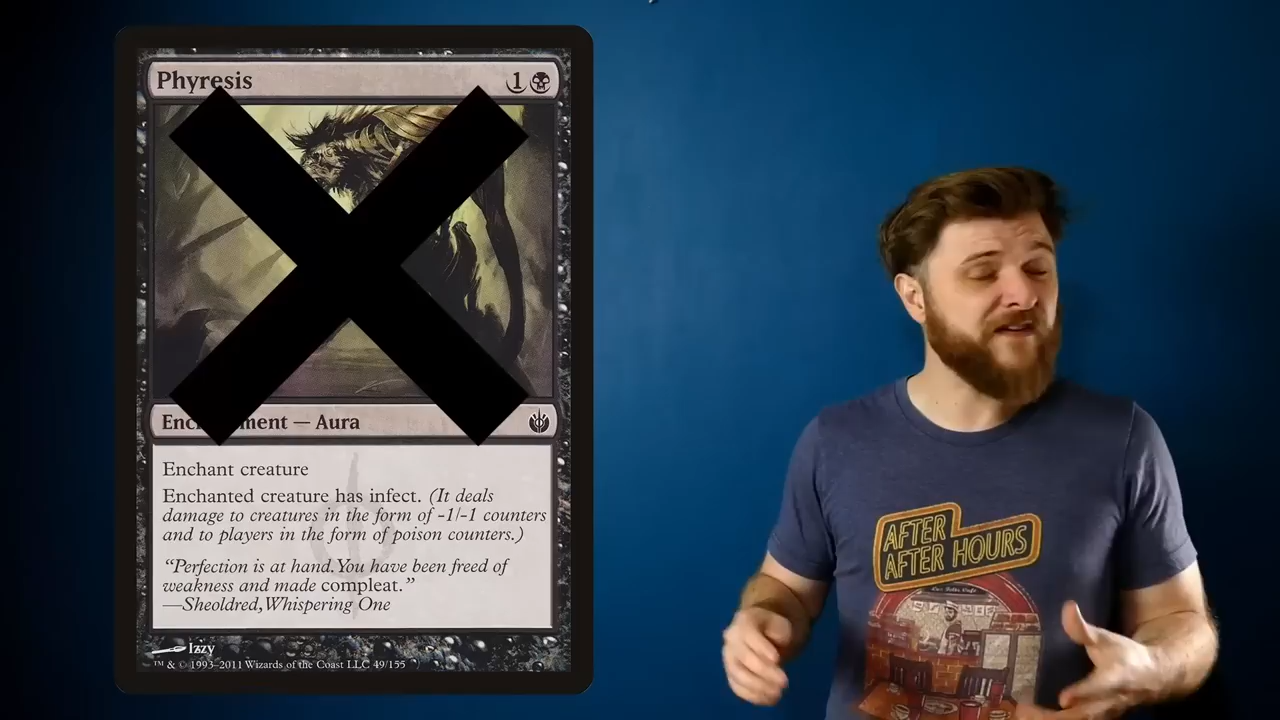 Phyresis 1
Enc ment — Aura
Enchant creature
Enchanted creature has infect. (It deals
damage to creatures in the form of -1/-1 counters
and to players in the form of poison counters.)
“Perfection is at hand. You have been freed of
weakness and made compleat.”
—Sheoldred, Whispering One
Izzy
™ & © 1993–2011 Wizards of the Coast LLC 49/155
AFTER
AFTER HOURS